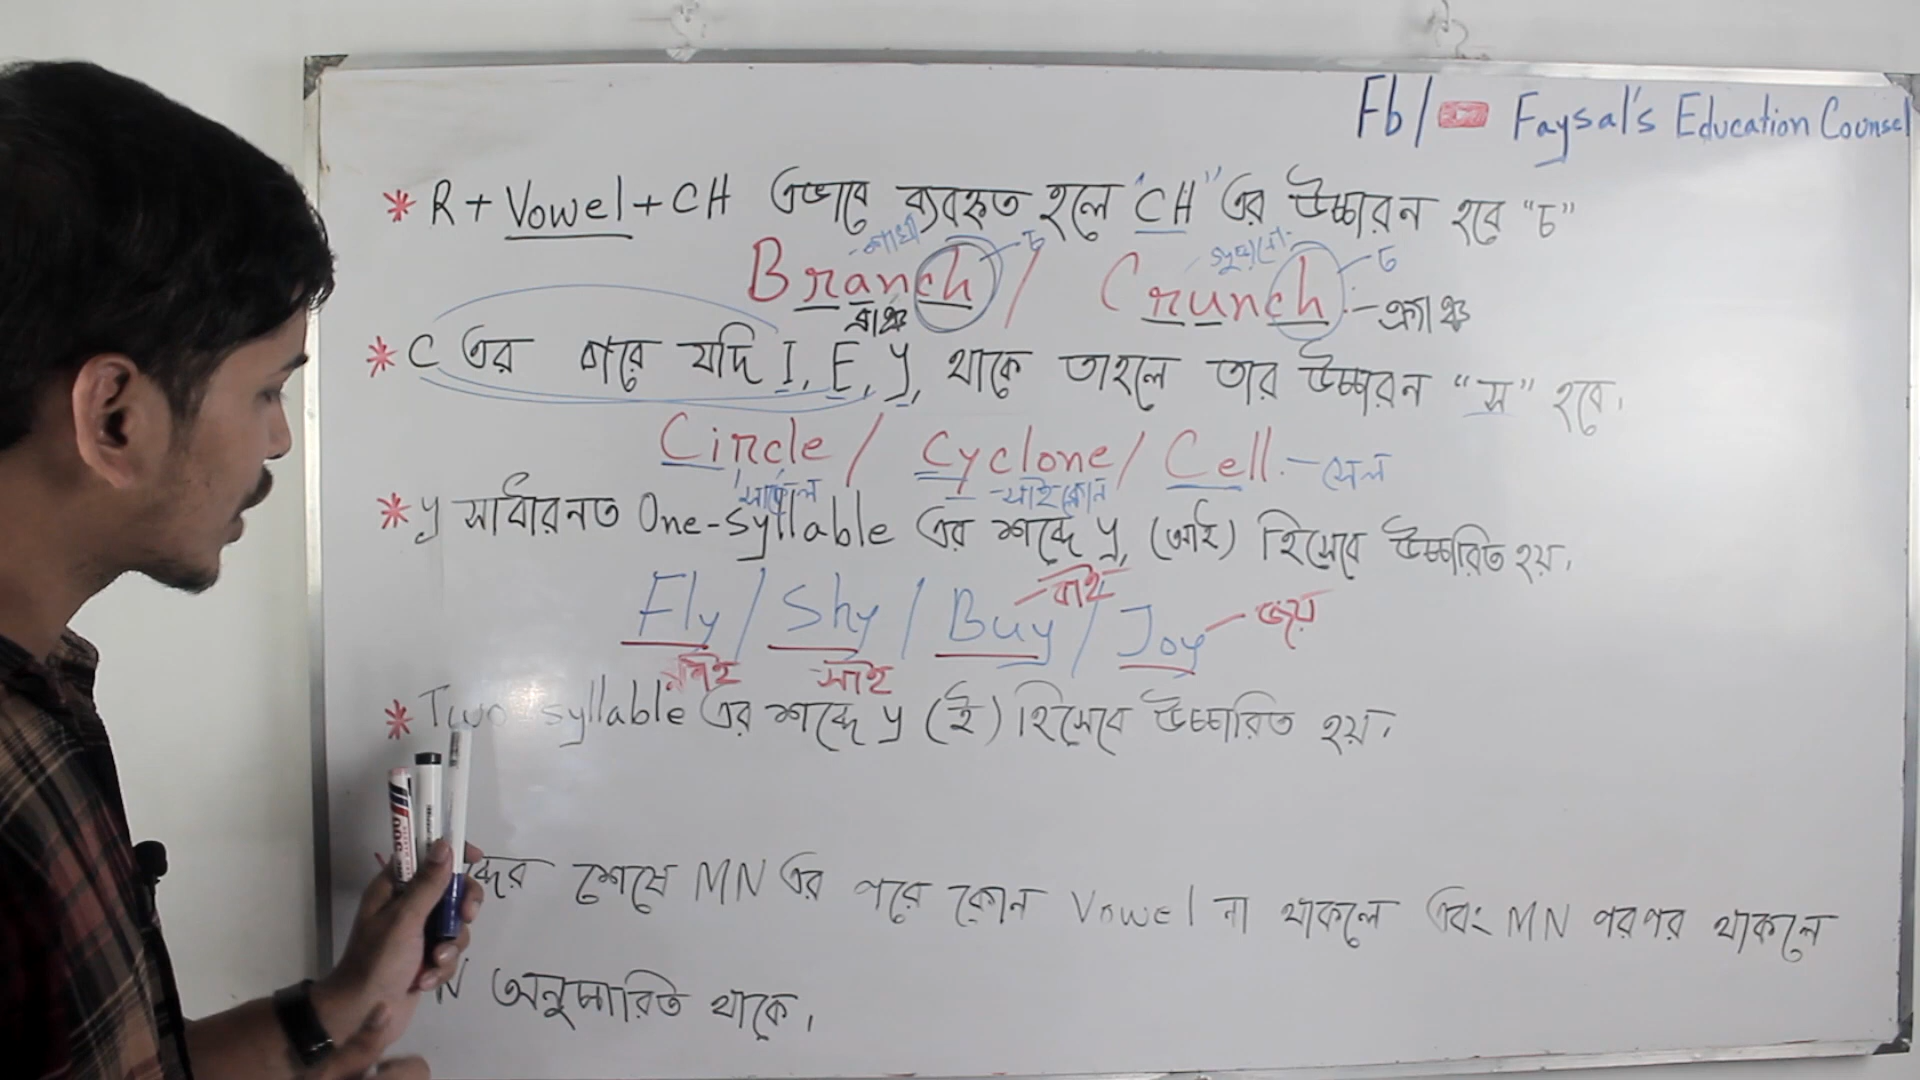 Fb / Faysal's Education Counsel
* R + Vowel + CH এভাবে ব্যবহৃত হলে "CH" এর উচ্চারন হবে "চ"
Branch / Crunch
চ চ
ব্রাঞ্চ - ক্রাঞ্চ
* C এর পরে যদি I, E, y, থাকে তাহলে তার উচ্চারন "স" হবে।
Circle / Cyclone / Cell - সেল
সার্কেল - সাইক্লোন
* y সাধারনত One-syllable এর শব্দে y, (আই) হিসেবে উচ্চারিত হয়।
Fly / Shy / Buy - বাই / Joy - জয়
ফ্লাই সাই
* Two syllable এর শব্দে y (ই) হিসেবে উচ্চারিত হয়।
ব্দের শেষে MN এর পরে কোন Vowel না থাকলে এবং MN পরপর থাকলে
N অনুচ্চারিত থাকে।